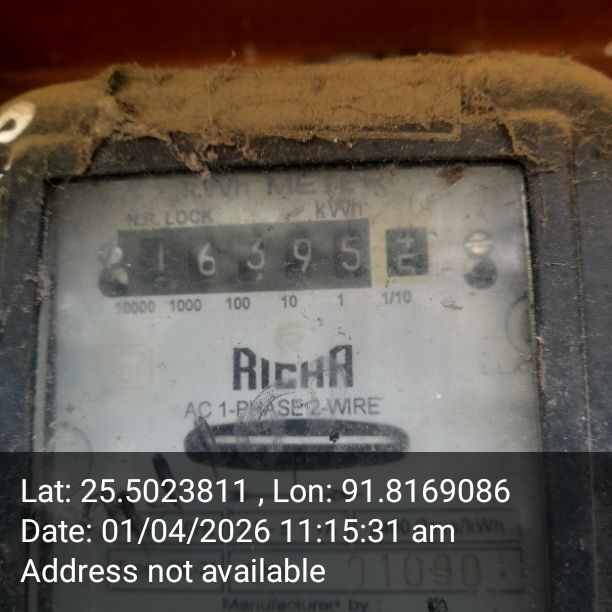 KWH METER
N.R. LOCK kWh
1 6 3 9 5
10000 1000 100 10 1 1/10
RICHA
AC 1-PHASE 2-WIRE
Lat: 25.5023811 , Lon: 91.8169086
Date: 01/04/2026 11:15:31 am
/kWh
Address not available
01090
Manufactured by :